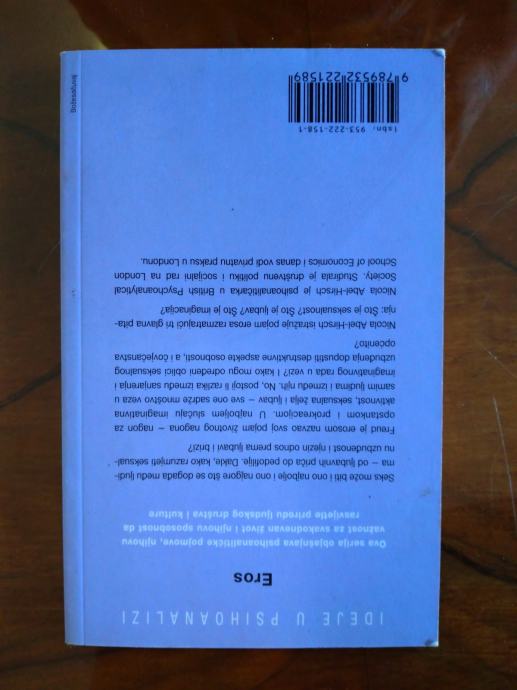 IDEJE U PSIHOANALIZI
Eros
Ova serija objašnjava psihoanalitičke pojmove, njihovu
važnost za svakodnevan život i njihovu sposobnost da
rasvijetle prirodu ljudskog društva i kulture
Seks može biti i ono najbolje i ono najgore što se događa među ljudi-
ma – od ljubavnih priča do pedofilije. Dakle, kako razumjeti seksual-
nu uzbuđenost i njezin odnos prema ljubavi i brizi?
Freud je erosom nazvao svoj pojam životnog nagona – nagon za
opstankom i prokreacijom. U najboljem slučaju imaginativna
aktivnost, seksualna želja i ljubav – sve one sadrže mnoštvo veza u
samim ljudima i između njih. No, postoji li razlika između sanjarenja i
imaginativnog rada u vezi? I kako mogu određeni oblici seksualnog
uzbuđenja dopustiti destruktivne aspekte osobnosti, a i čovječanstva
općenito?
Nicola Abel-Hirsch istražuje pojam erosa razmatrajući tri glavna pita-
nja: Što je seksualnost? Što je ljubav? Što je imaginacija?
Nicola Abel-Hirsch je psihoanalitičarka u British Psychoanalytical
Society. Studirala je društvenu politiku i socijalni rad na London
School of Economics i danas vodi privatnu praksu u Londonu.
isbn. 953-222-158-1
9 789532 221589